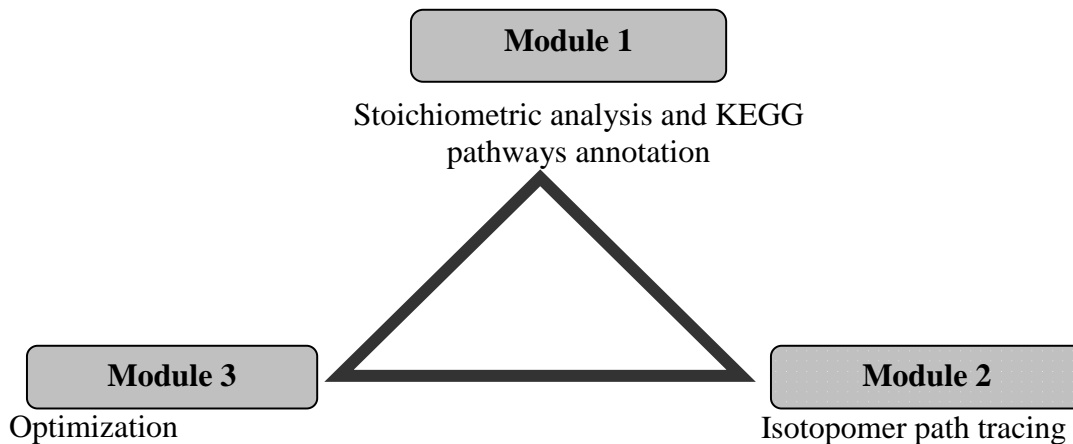 Module 1
Stoichiometric analysis and KEGG
pathways annotation
Module 3
Module 2
Optimization
Isotopomer path tracing